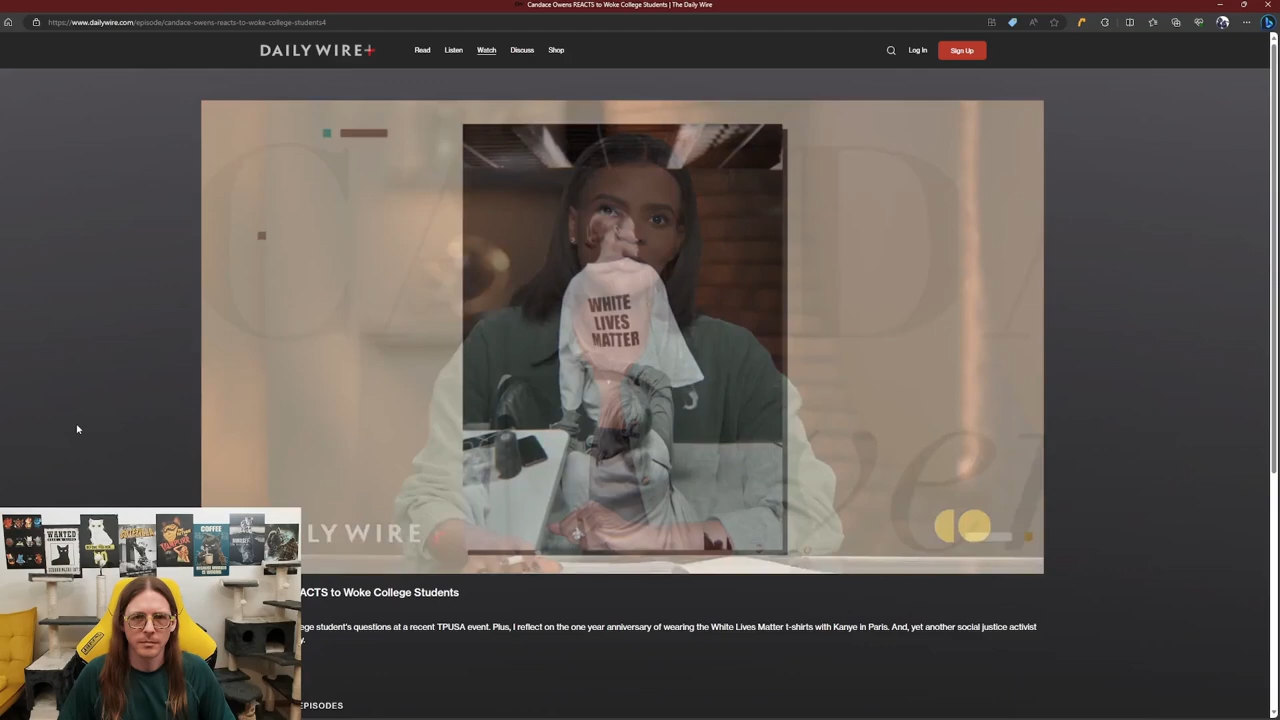 Candace Owens REACTS to Woke College Students | The Daily Wire
https://www.dailywire.com/episode/candace-owens-reacts-to-woke-college-students4
DAILY WIRE+ Read Listen Watch Discuss Shop Log In Sign Up
WHITE
LIVES
MATTER
LY WIRE
ACTS to Woke College Students
ege student's questions at a recent TPUSA event. Plus, I reflect on the one year anniversary of wearing the White Lives Matter t-shirts with Kanye in Paris. And, yet another social justice activist
EPISODES
WANTED
COFFEE